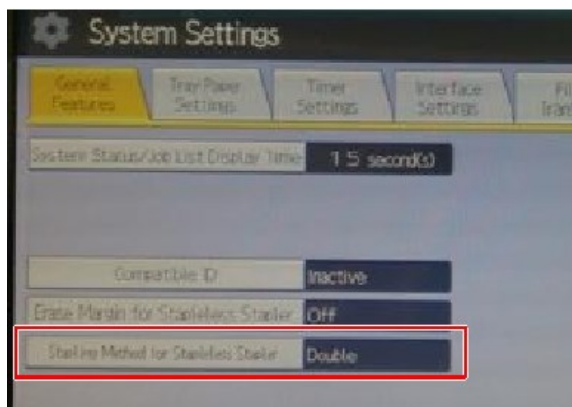 System Settings
General Features
Tray Paper Settings
Timer Settings
Interface Settings
System Status/Job List Display Time 15 second(s)
Compatible ID Inactive
Erase Margin for Stapleless Stapler Off
Stapling Method for Stapleless Stapler Double